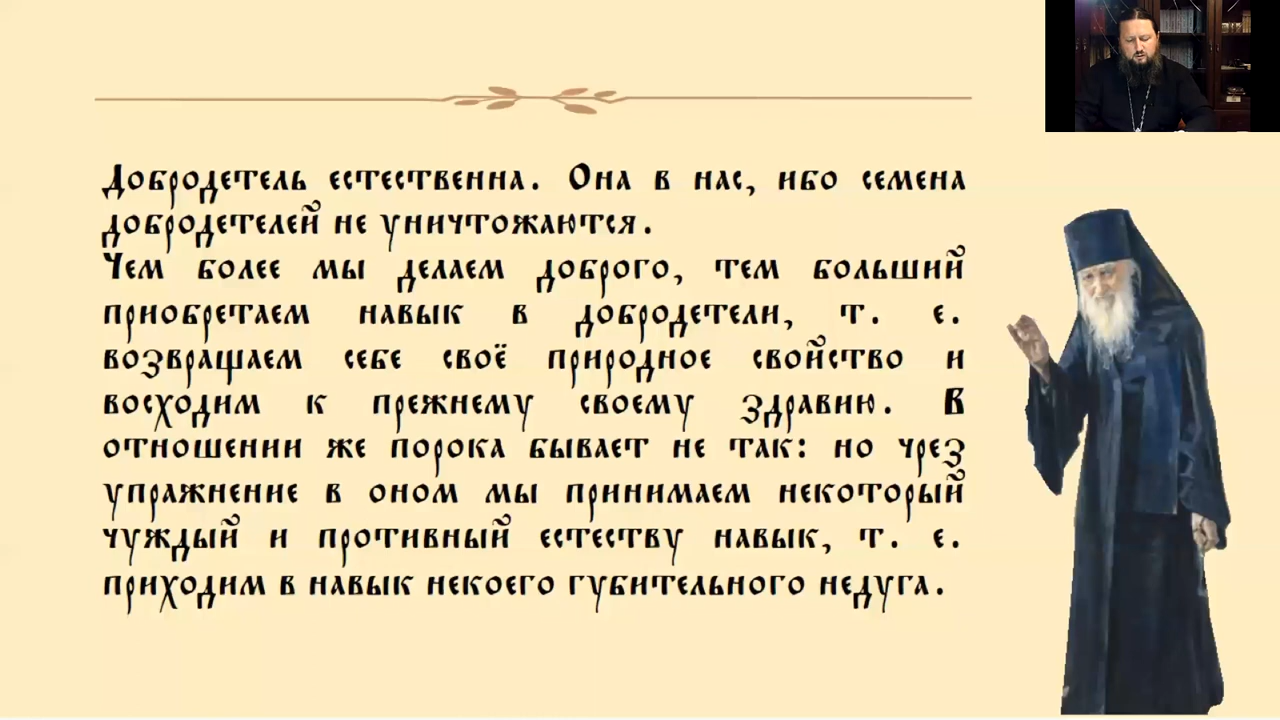 Добродетель естественна. Она в нас, ибо семена
добродетелей не уничтожаются.
Чем более мы делаем доброго, тем больший
приобретаем навык в добродетели, т. е.
возвращаем себе своё природное свойство и
восходим к прежнему своему здравию. В
отношении же порока бывает не так: но чрез
упражнение в оном мы принимаем некоторый
чуждый и противный естеству навык, т. е.
приходим в навык некоего губительного недуга.